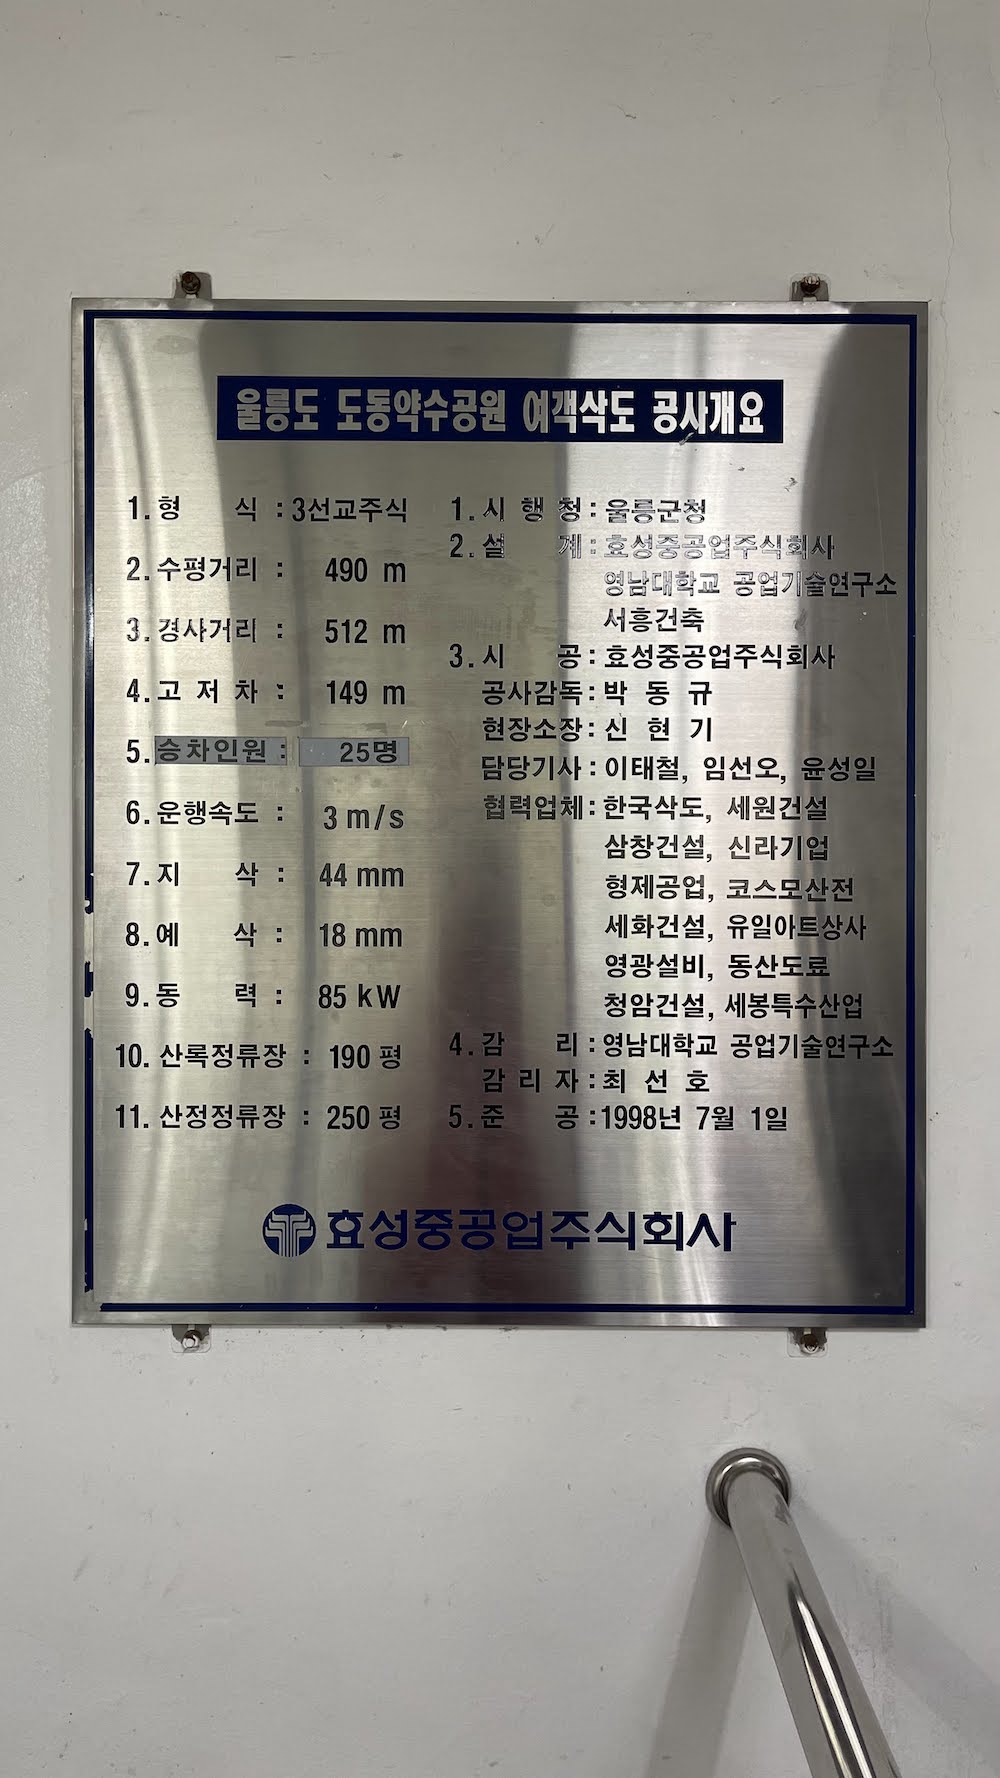 울릉도 도동약수공원 여객삭도 공사개요
1. 형 식 : 3선교주식
2. 수평거리 : 490 m
3. 경사거리 : 512 m
4. 고 저 차 : 149 m
5. 승차인원 : 25명
6. 운행속도 : 3 m/s
7. 지 삭 : 44 mm
8. 예 삭 : 18 mm
9. 동 력 : 85 kW
10. 산록정류장 : 190 평
11. 산정정류장 : 250 평
1. 시 행 청 : 울릉군청
2. 설 계 : 효성중공업주식회사
영남대학교 공업기술연구소
서흥건축
3. 시 공 : 효성중공업주식회사
공사감독 : 박 동 규
현장소장 : 신 현 기
담당기사 : 이태철, 임선오, 윤성일
협력업체 : 한국삭도, 세원건설
삼창건설, 신라기업
형제공업, 코스모산전
세화건설, 유일아트상사
영광설비, 동산도료
청암건설, 세봉특수산업
4. 감 리 : 영남대학교 공업기술연구소
감 리 자 : 최 선 호
5. 준 공 : 1998년 7월 1일
효성중공업주식회사